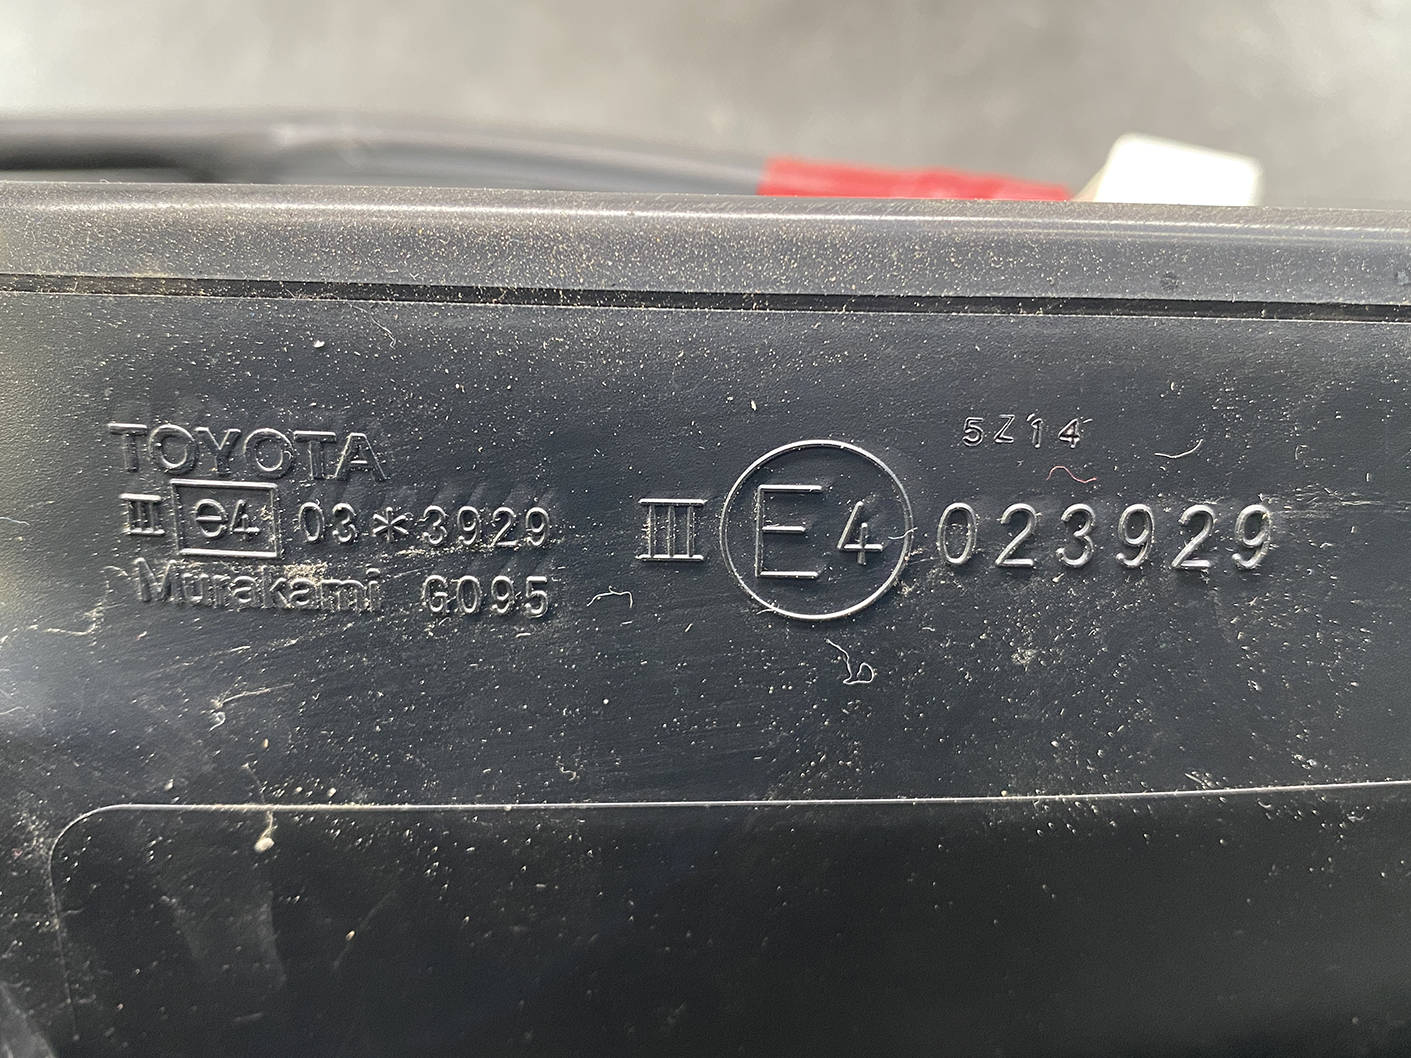 TOYOTA
III e4 03*3929
Murakami G095
5Z14
III E4 023929